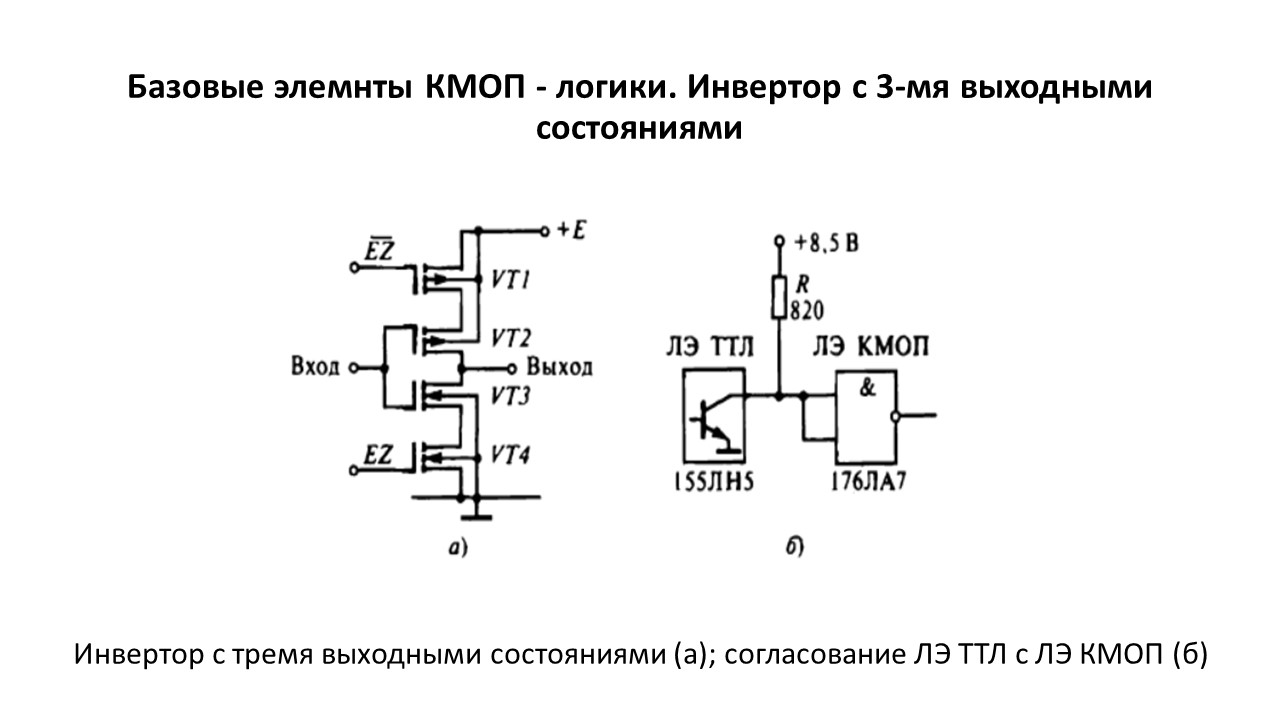 Базовые элемнты КМОП - логики. Инвертор с 3-мя выходными
состояниями
+E
EZ
VT1
VT2
Вход
Выход
VT3
EZ
VT4
а)
+8,5 В
R
820
ЛЭ ТТЛ
ЛЭ КМОП
&
155ЛН5
176ЛА7
б)
Инвертор с тремя выходными состояниями (а); согласование ЛЭ ТТЛ с ЛЭ КМОП (б)